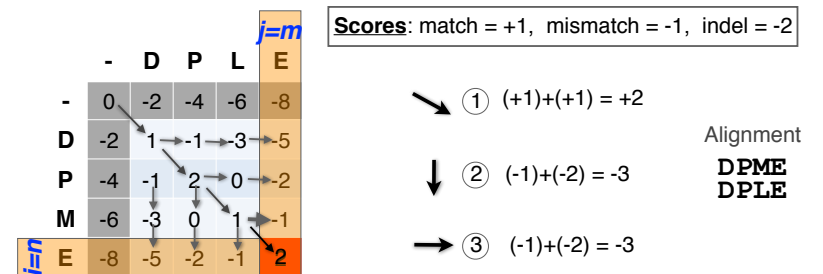 Scores: match = +1, mismatch = -1, indel = -2
j=m
- D P L E
- 0 -2 -4 -6 -8
D -2 1 -1 -3 -5
P -4 -1 2 0 -2
M -6 -3 0 1 -1
E -8 -5 -2 -1 2
i=n
1 (+1)+(+1) = +2
2 (-1)+(-2) = -3
3 (-1)+(-2) = -3
Alignment
DPME
DPLE